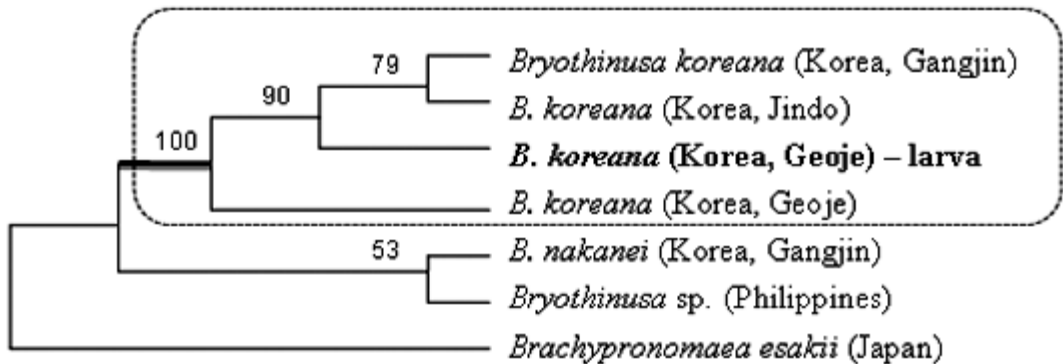 79
Bryothinusa koreana (Korea, Gangjin)
90
B. koreana (Korea, Jindo)
100
B. koreana (Korea, Geoje) – larva
B. koreana (Korea, Geoje)
53
B. nakanei (Korea, Gangjin)
Bryothinusa sp. (Philippines)
Brachypronomaea esakii (Japan)